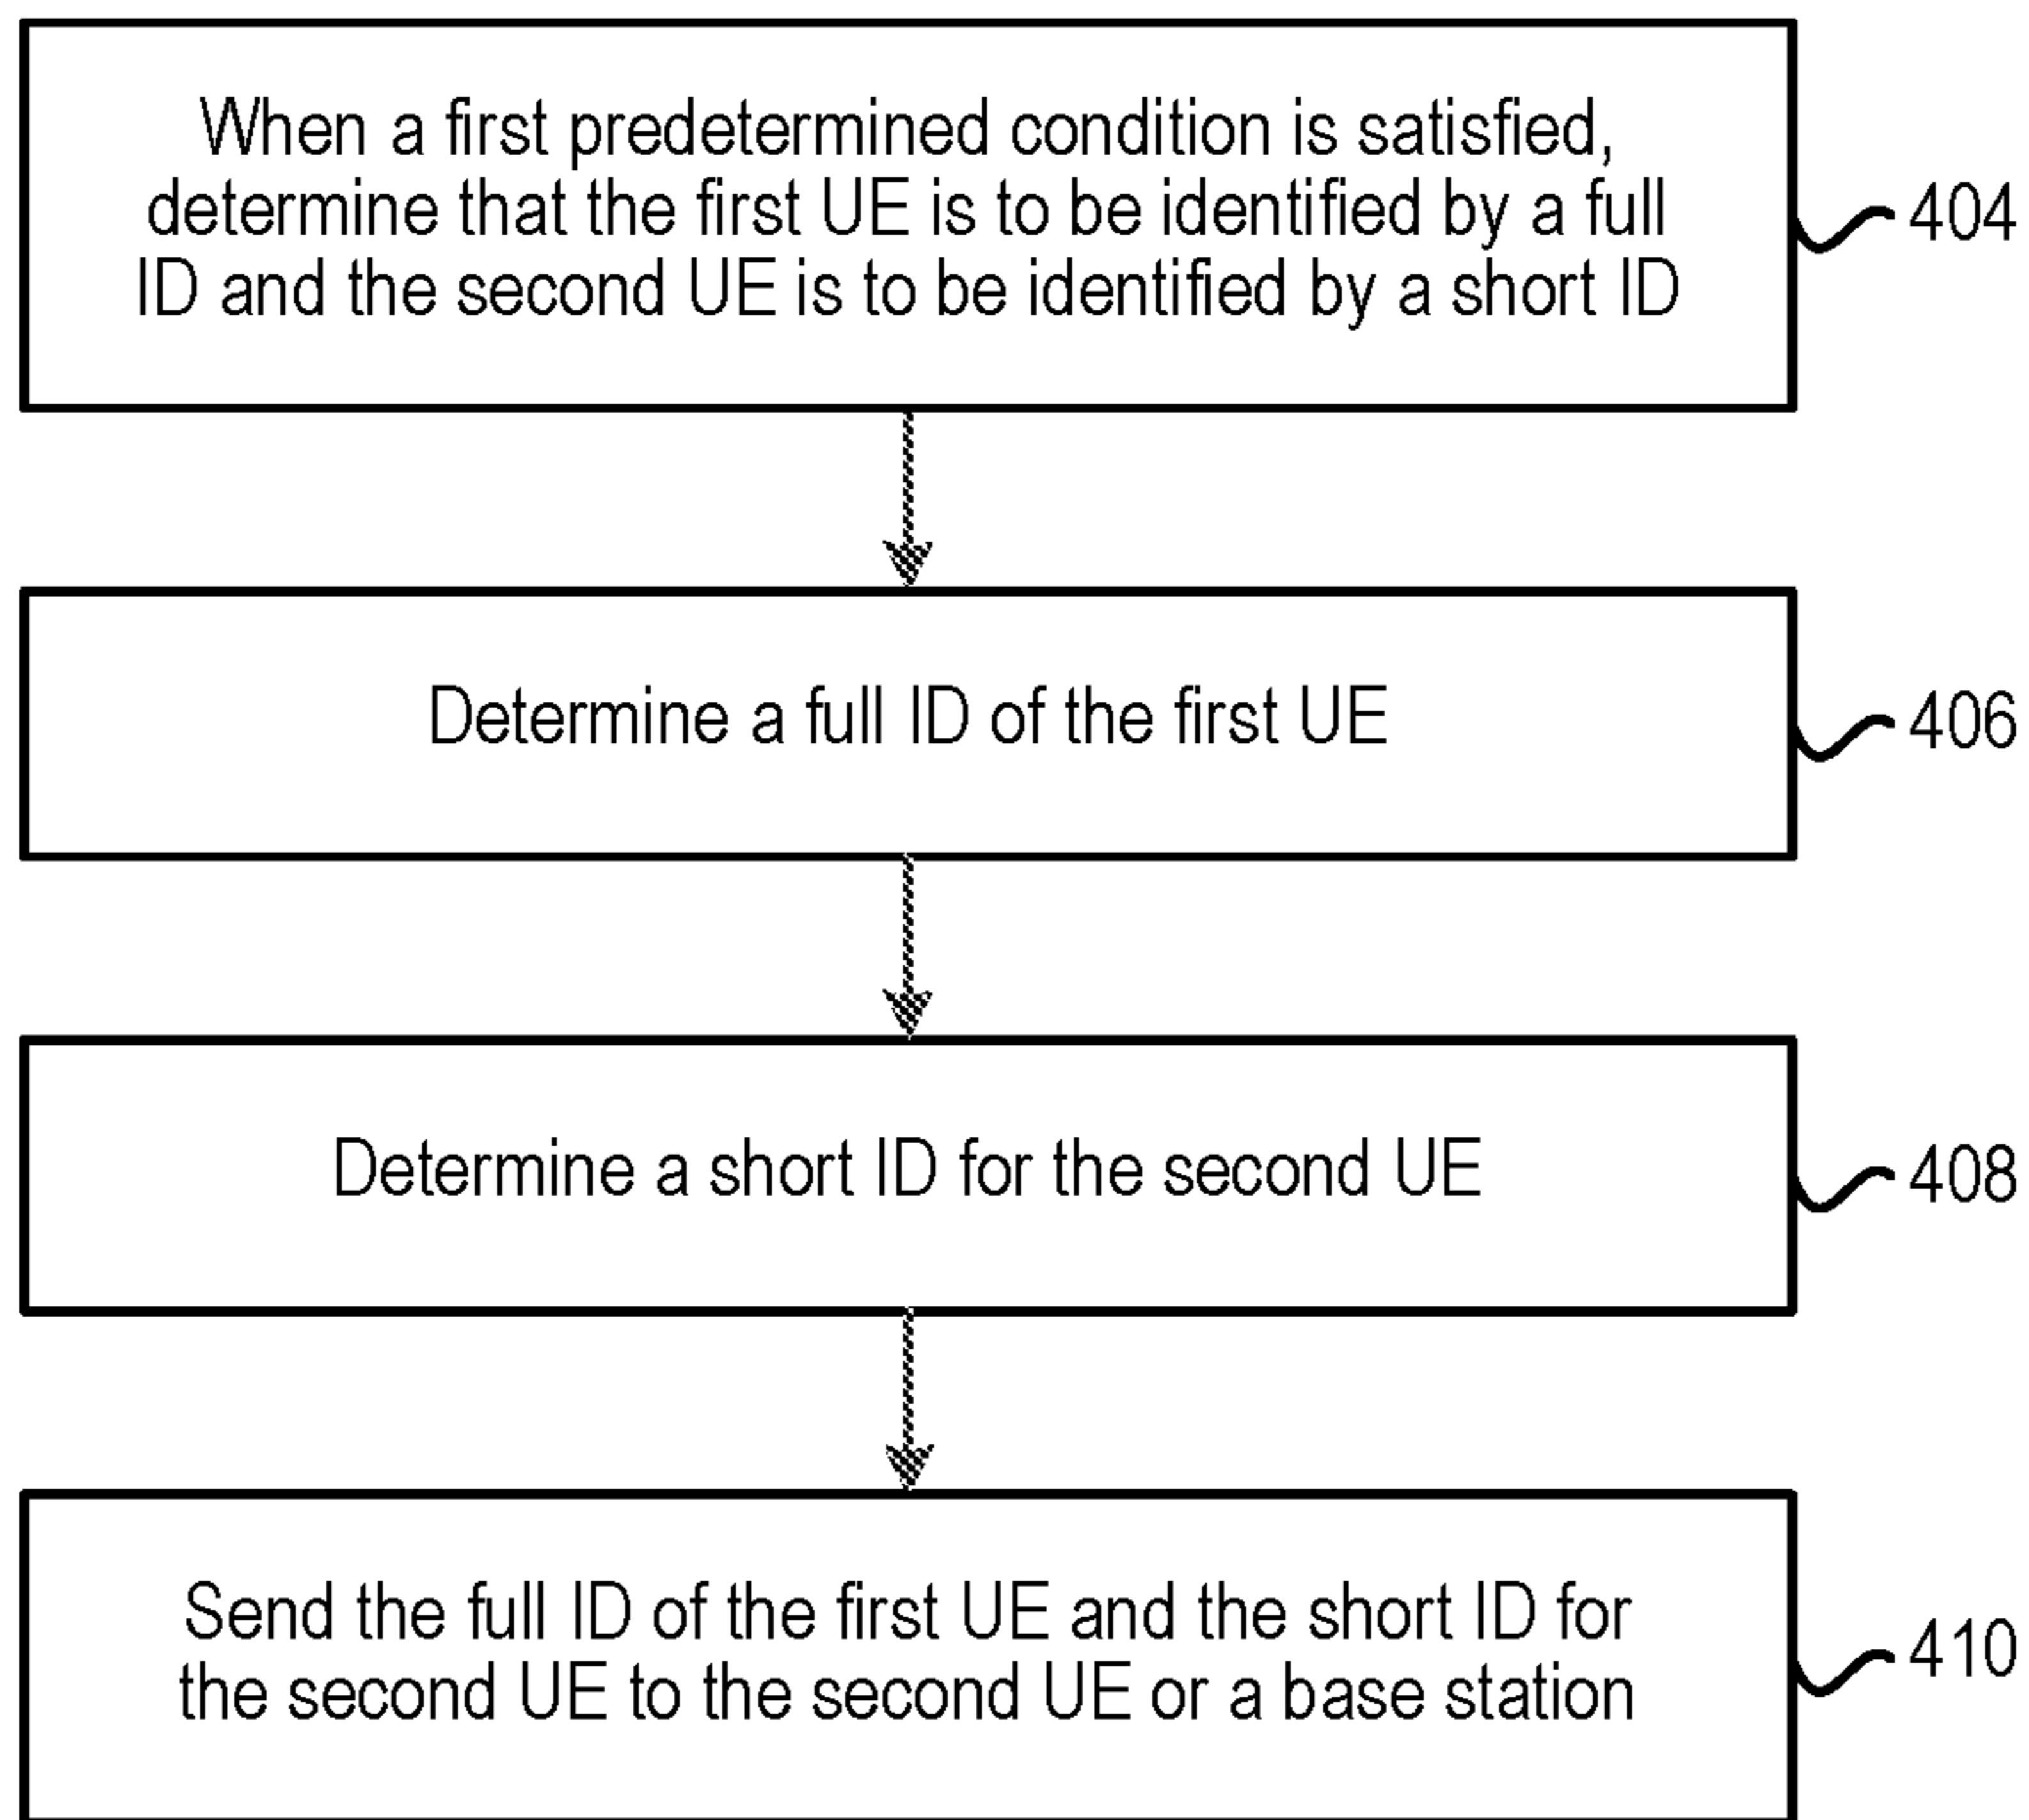 When a first predetermined condition is satisfied,
determine that the first UE is to be identified by a full
ID and the second UE is to be identified by a short ID
404
Determine a full ID of the first UE
406
Determine a short ID for the second UE
408
Send the full ID of the first UE and the short ID for
the second UE to the second UE or a base station
410